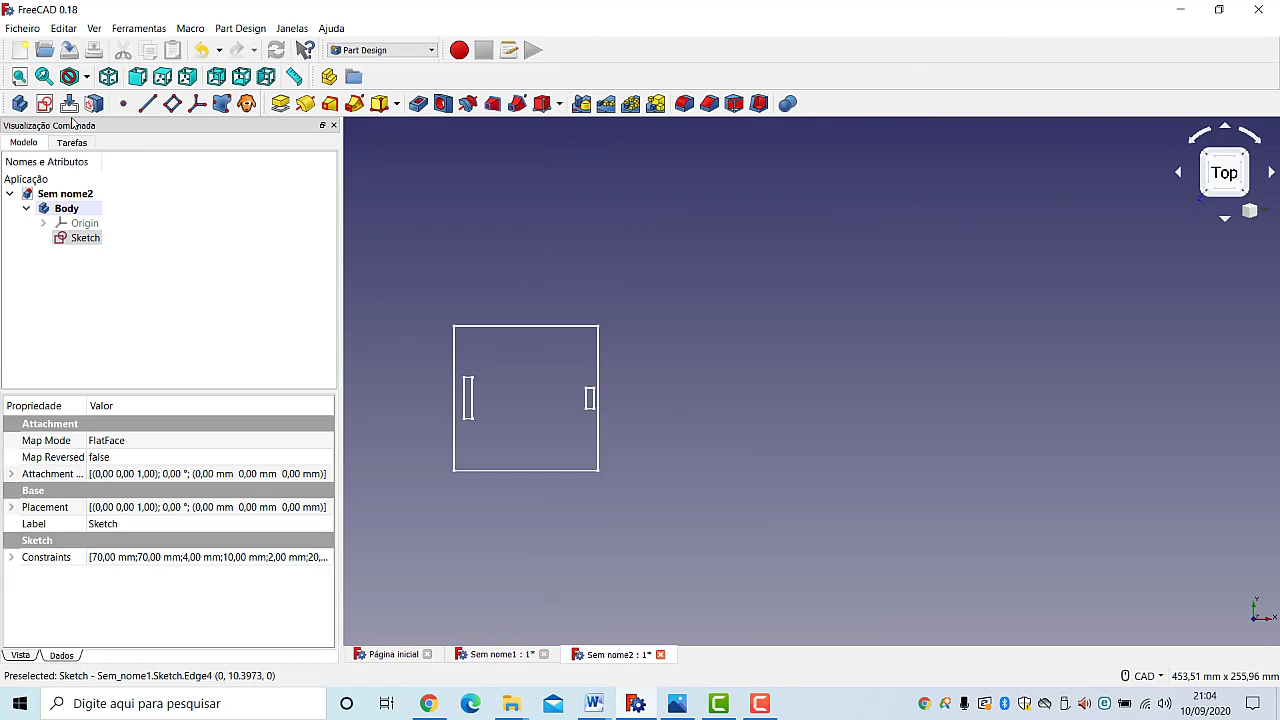 FreeCAD 0.18
Ficheiro Editar Ver Ferramentas Macro Part Design Janelas Ajuda
Part Design
Visualização Combinada
Modelo Tarefas
Nomes e Atributos
Aplicação
Sem nome2
Body
Origin
Sketch
Top
Z
Propriedade Valor
Attachment
Map Mode FlatFace
Map Reversed false
Attachment ... [(0,00 0,00 1,00); 0,00 °; (0,00 mm 0,00 mm 0,00 mm)]
Base
Placement [(0,00 0,00 1,00); 0,00 °; (0,00 mm 0,00 mm 0,00 mm)]
Label Sketch
Sketch
Constraints [70,00 mm;70,00 mm;4,00 mm;10,00 mm;2,00 mm;20,...
Y
Z X
Vista Dados
Página inicial Sem nome1 : 1* Sem nome2 : 1*
Preselected: Sketch - Sem_nome1.Sketch.Edge4 (0, 10.3973, 0) CAD 453,51 mm x 255,96 mm
Digite aqui para pesquisar
21:04
10/09/2020